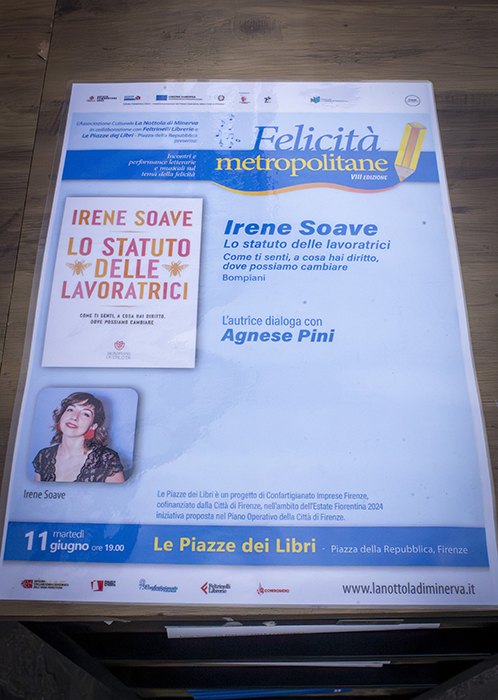 L'Associazione Culturale La Nottola di Minerva
in collaborazione con Feltrinelli Librerie e
Le Piazze dei Libri - Piazza della Repubblica
presentano
Felicità
metropolitane
VIII EDIZIONE
Incontri e
performance letterarie
e musicali sul
tema della felicità
IRENE SOAVE
LO STATUTO
DELLE
LAVORATRICI
COME TI SENTI, A COSA HAI DIRITTO,
DOVE POSSIAMO CAMBIARE
Irene Soave
Lo statuto delle lavoratrici
Come ti senti, a cosa hai diritto,
dove possiamo cambiare
Bompiani
L'autrice dialoga con
Agnese Pini
Irene Soave
Le Piazze dei Libri è un progetto di Confartigianato Imprese Firenze,
cofinanziato dalla Città di Firenze, nell'ambito dell'Estate Fiorentina 2024
iniziativa proposta nel Piano Operativo della Città di Firenze.
11 martedì
giugno ore 19.00
Le Piazze dei Libri - Piazza della Repubblica, Firenze
Feltrinelli
Librerie
www.lanottoladiminerva.it